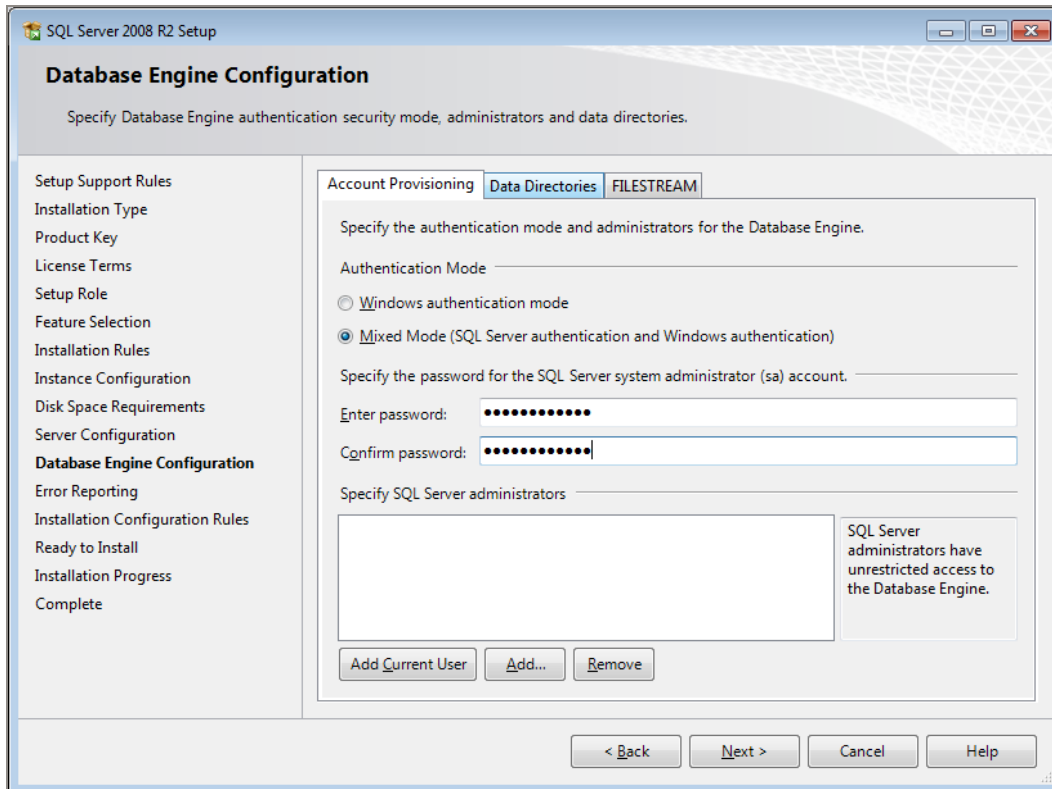 SQL Server 2008 R2 Setup
Database Engine Configuration
Specify Database Engine authentication security mode, administrators and data directories.
Setup Support Rules
Installation Type
Product Key
License Terms
Setup Role
Feature Selection
Installation Rules
Instance Configuration
Disk Space Requirements
Server Configuration
Database Engine Configuration
Error Reporting
Installation Configuration Rules
Ready to Install
Installation Progress
Complete
Account Provisioning Data Directories FILESTREAM
Specify the authentication mode and administrators for the Database Engine.
Authentication Mode
Windows authentication mode
Mixed Mode (SQL Server authentication and Windows authentication)
Specify the password for the SQL Server system administrator (sa) account.
Enter password: ●●●●●●●●●●●●
Confirm password: ●●●●●●●●●●●●
Specify SQL Server administrators
SQL Server
administrators have
unrestricted access to
the Database Engine.
Add Current User Add... Remove
< Back Next > Cancel Help